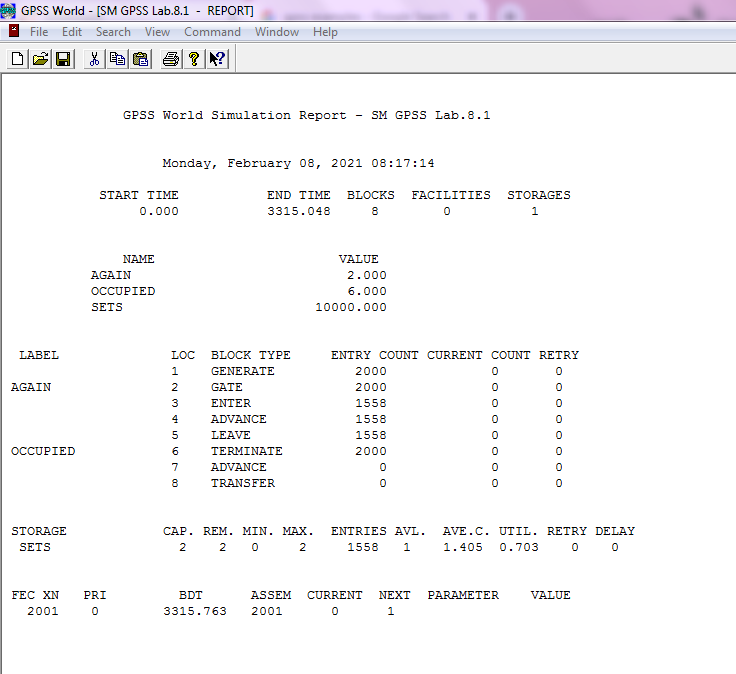 GPSS World - [SM GPSS Lab.8.1 - REPORT]
File Edit Search View Command Window Help
GPSS World Simulation Report - SM GPSS Lab.8.1
Monday, February 08, 2021 08:17:14
START TIME END TIME BLOCKS FACILITIES STORAGES
0.000 3315.048 8 0 1
NAME VALUE
AGAIN 2.000
OCCUPIED 6.000
SETS 10000.000
LABEL LOC BLOCK TYPE ENTRY COUNT CURRENT COUNT RETRY
1 GENERATE 2000 0 0
AGAIN 2 GATE 2000 0 0
3 ENTER 1558 0 0
4 ADVANCE 1558 0 0
5 LEAVE 1558 0 0
OCCUPIED 6 TERMINATE 2000 0 0
7 ADVANCE 0 0 0
8 TRANSFER 0 0 0
STORAGE CAP. REM. MIN. MAX. ENTRIES AVL. AVE.C. UTIL. RETRY DELAY
SETS 2 2 0 2 1558 1 1.405 0.703 0 0
FEC XN PRI BDT ASSEM CURRENT NEXT PARAMETER VALUE
2001 0 3315.763 2001 0 1